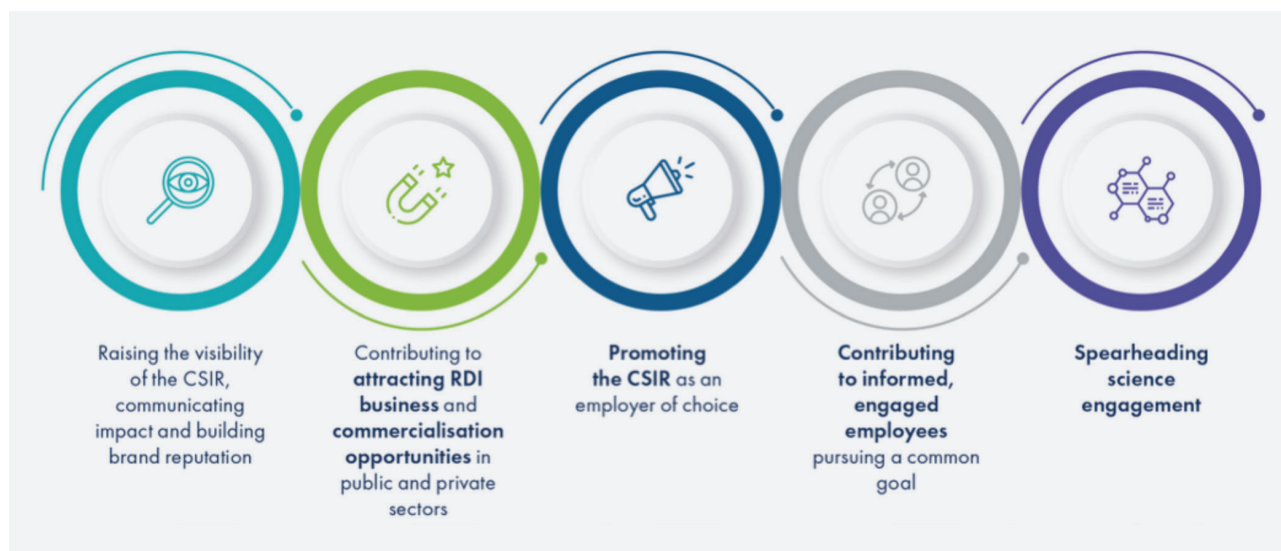 Raising the visibility
of the CSIR,
communicating
impact and building
brand reputation
Contributing to
attracting RDI
business and
commercialisation
opportunities in
public and private
sectors
Promoting
the CSIR as an
employer of choice
Contributing
to informed,
engaged
employees
pursuing a common
goal
Spearheading
science
engagement